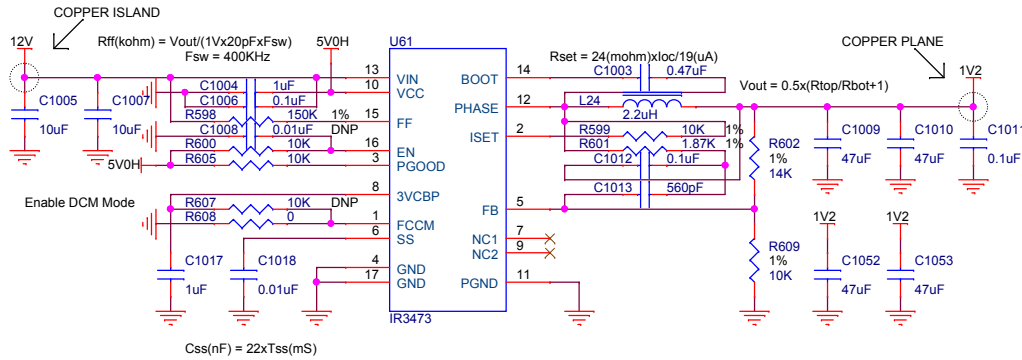 COPPER ISLAND
12V
Rff(kohm) = Vout/(1Vx20pFxFsw)
Fsw = 400KHz
5V0H
U61
Rset = 24(mohm)xIoc/19(uA)
COPPER PLANE
1V2
Vout = 0.5x(Rtop/Rbot+1)
C1005
10uF
C1007
10uF
C1004
1uF
C1006
0.1uF
R598
150K
1%
C1008
0.01uF
DNP
R600
10K
R605
10K
5V0H
13
VIN
10
VCC
15
FF
16
EN
3
PGOOD
8
3VCBP
1
FCCM
6
SS
4
GND
17
GND
BOOT
14
PHASE
12
ISET
2
FB
5
NC1
7
NC2
9
PGND
11
IR3473
C1003
0.47uF
L24
2.2uH
R599
10K
1%
R601
1.87K
1%
C1012
0.1uF
C1013
560pF
R602
1%
14K
C1009
47uF
C1010
47uF
C1011
0.1uF
R609
1%
10K
1V2
C1052
47uF
1V2
C1053
47uF
Enable DCM Mode
R607
10K
DNP
R608
0
C1017
1uF
C1018
0.01uF
Css(nF) = 22xTss(mS)